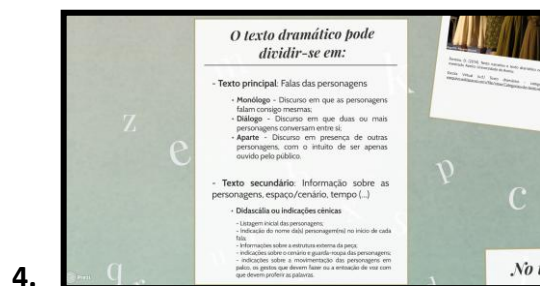 O texto dramático pode
dividir-se em:
- Texto principal: Falas das personagens
• Monólogo - Discurso em que as personagens
falam consigo mesmas;
• Diálogo - Discurso em que duas ou mais
personagens conversam entre si;
• Aparte - Discurso em presença de outras
personagens, com o intuito de ser apenas
ouvido pelo público.
- Texto secundário: Informação sobre as
personagens, espaço/cenário, tempo (...)
• Didascália ou indicações cénicas
- Listagem inicial das personagens;
- Indicação do nome da(s) personagem(ns) no início de cada
fala
- Informações sobre a estrutura externa da peça;
- indicações sobre o cenário e guarda-roupa das personagens;
- indicações sobre a movimentação das personagens em
palco, os gestos que devem fazer ou a entoação de voz com
que devem proferir as palavras.
z
e
k
p
c
q
No
Prezi
4.